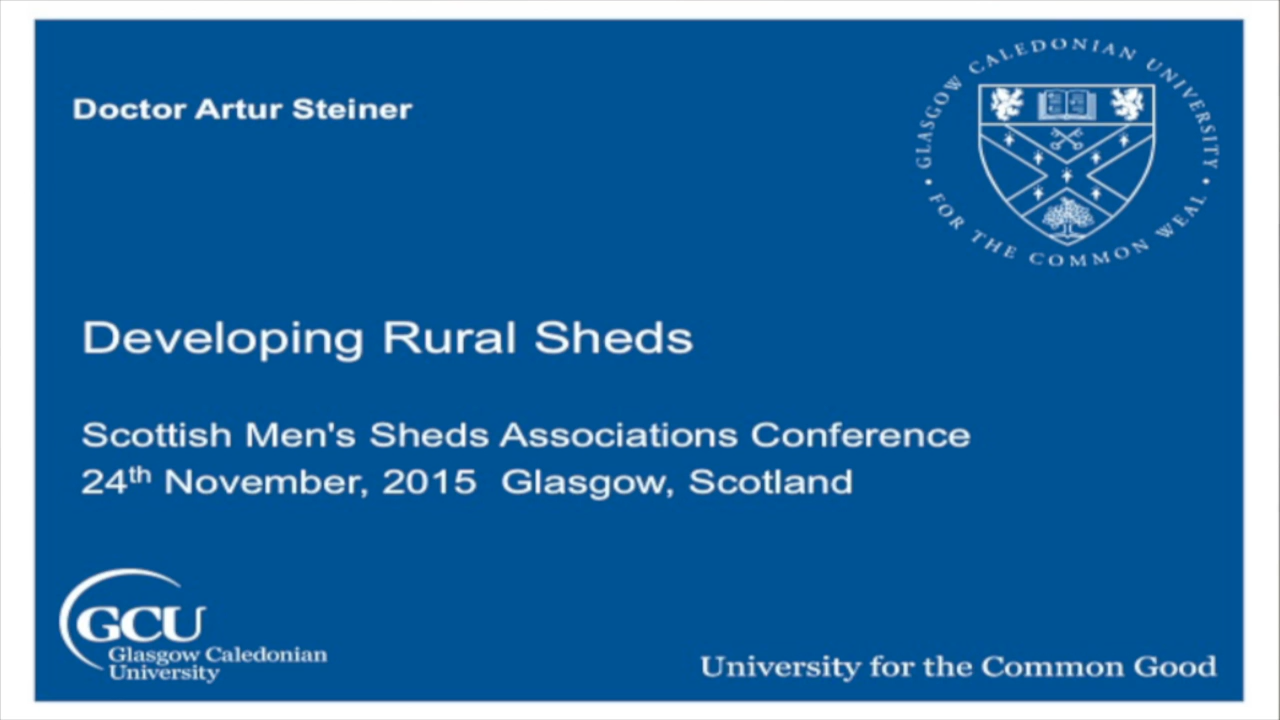 Doctor Artur Steiner
• GLASGOW CALEDONIAN UNIVERSITY •
FOR THE COMMON WEAL
Developing Rural Sheds
Scottish Men's Sheds Associations Conference
24th November, 2015 Glasgow, Scotland
GCU
Glasgow Caledonian
University
University for the Common Good